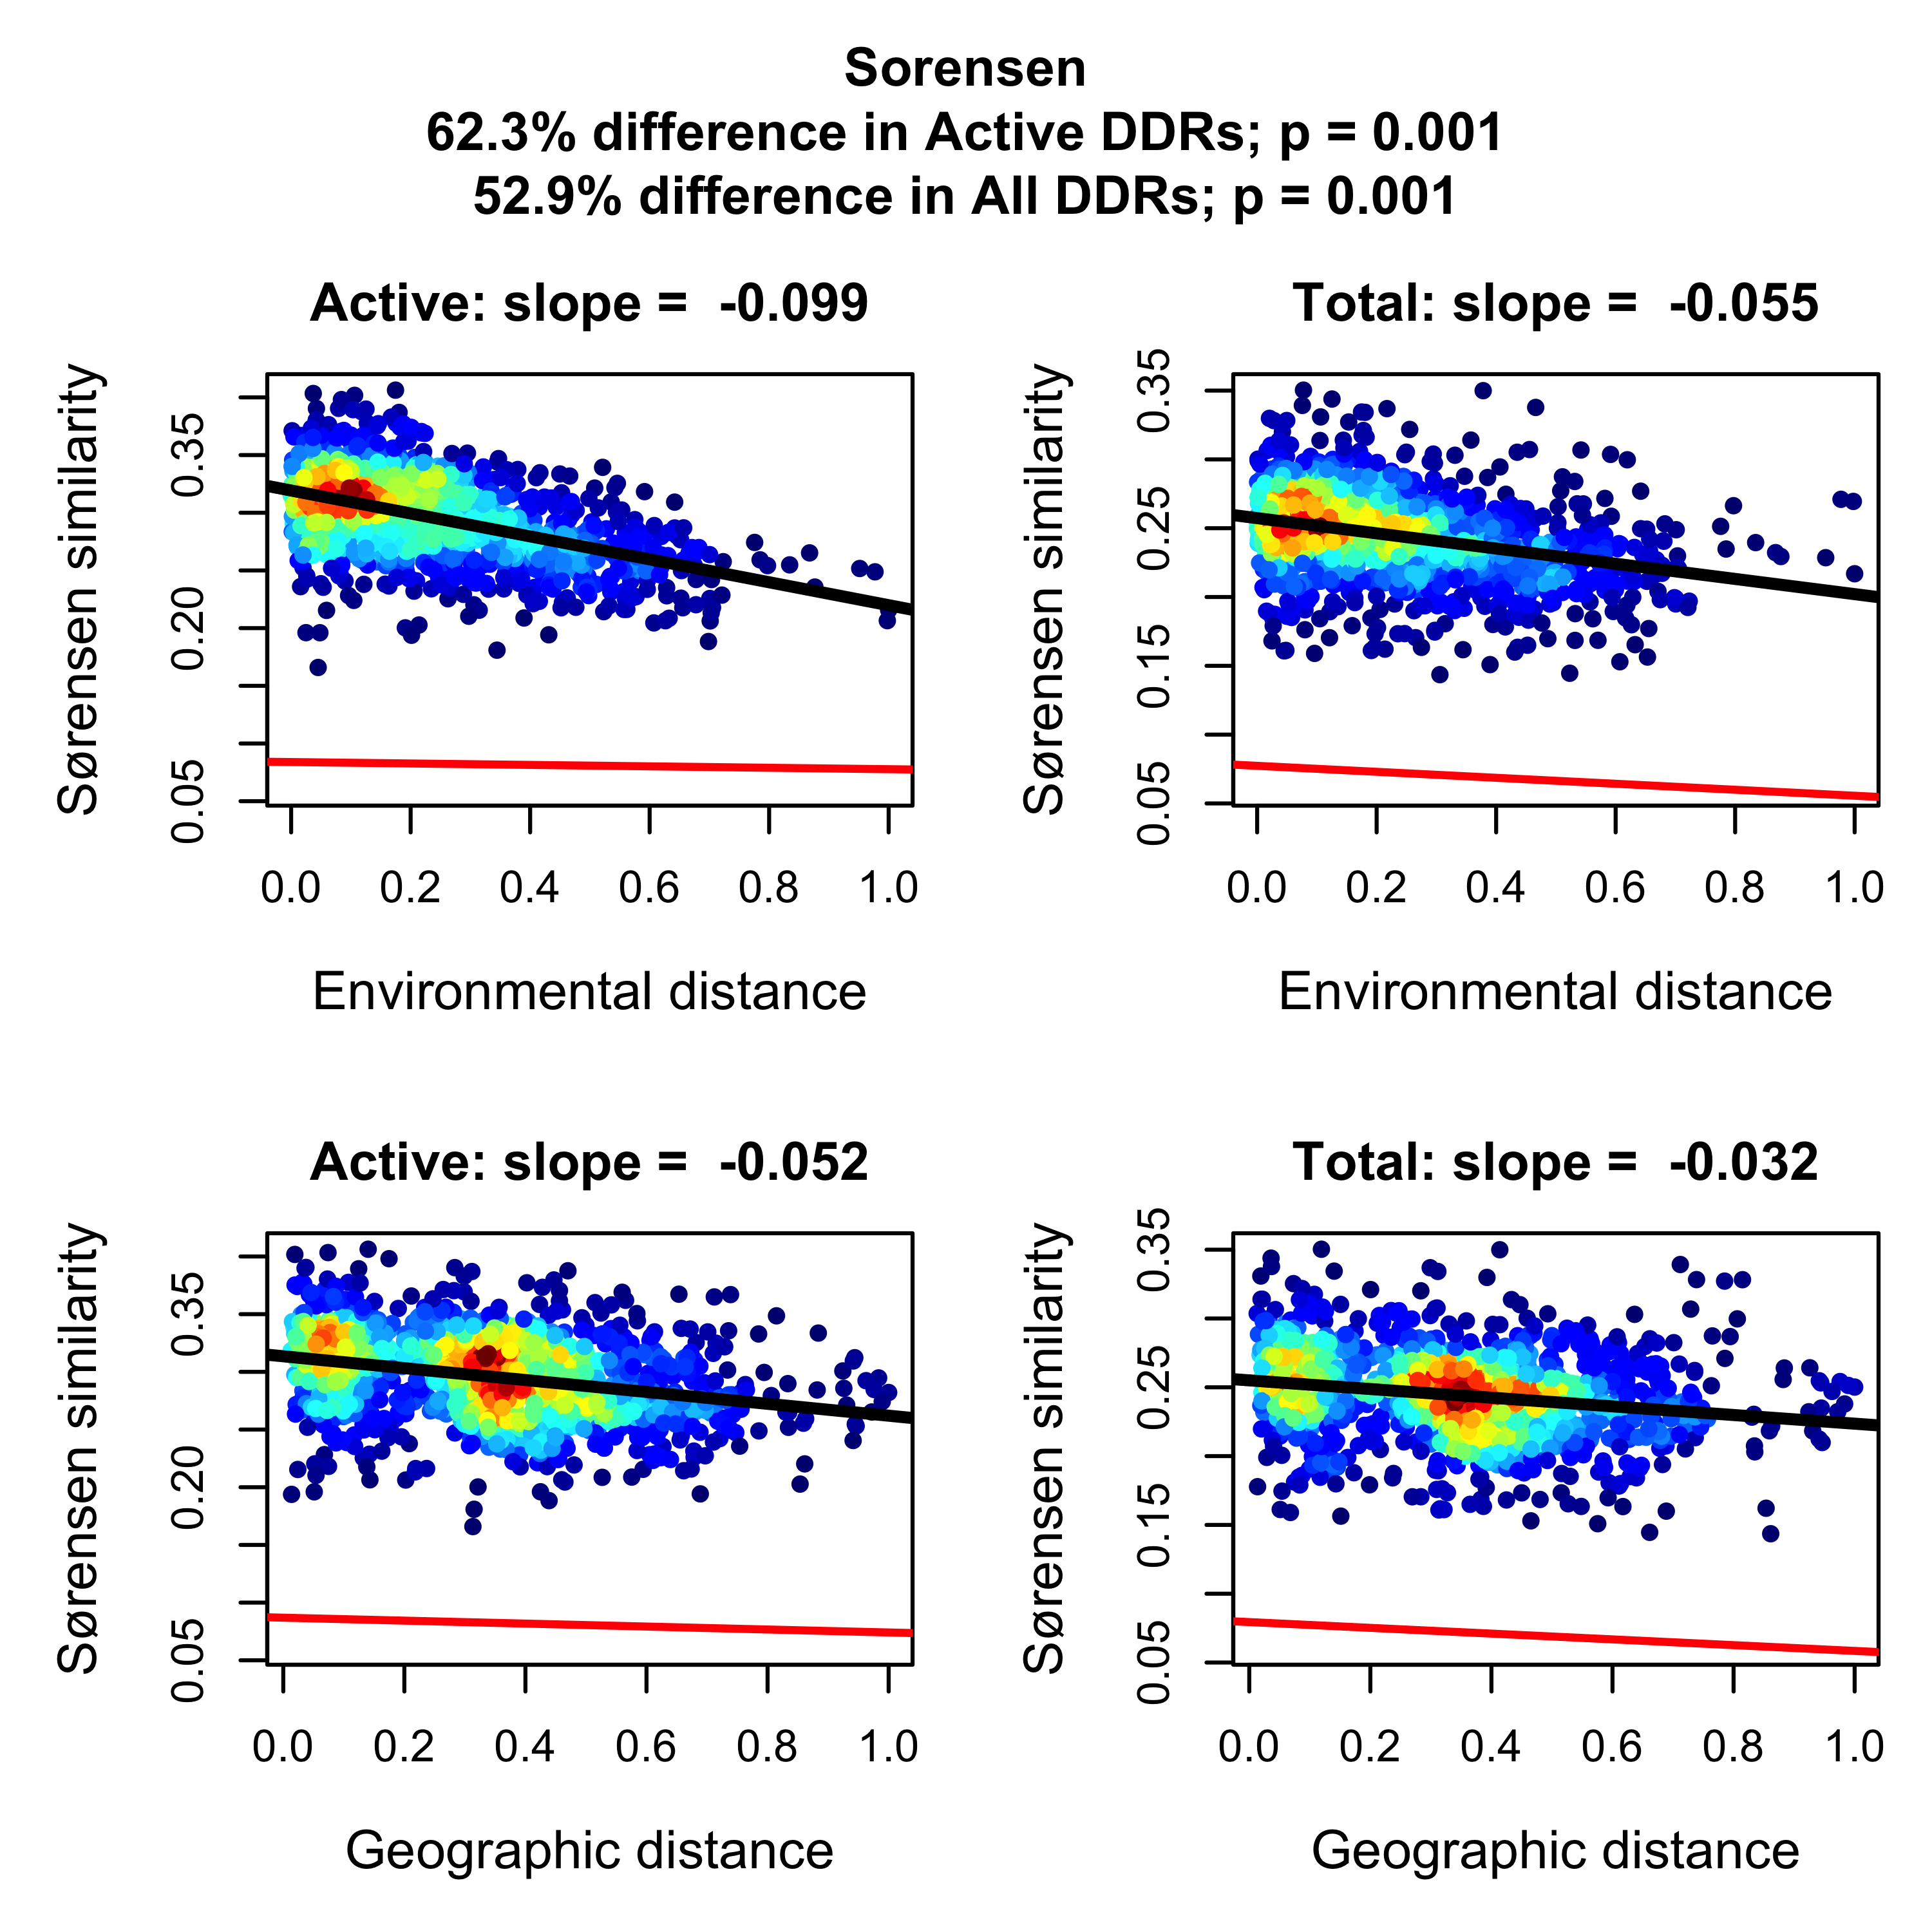 Sorensen
62.3% difference in Active DDRs; p = 0.001
52.9% difference in All DDRs; p = 0.001
Active: slope = -0.099
Sørensen similarity
0.05 0.20 0.35
0.0 0.2 0.4 0.6 0.8 1.0
Environmental distance
Total: slope = -0.055
Sørensen similarity
0.05 0.15 0.25 0.35
0.0 0.2 0.4 0.6 0.8 1.0
Environmental distance
Active: slope = -0.052
Sørensen similarity
0.05 0.20 0.35
0.0 0.2 0.4 0.6 0.8 1.0
Geographic distance
Total: slope = -0.032
Sørensen similarity
0.05 0.15 0.25 0.35
0.0 0.2 0.4 0.6 0.8 1.0
Geographic distance